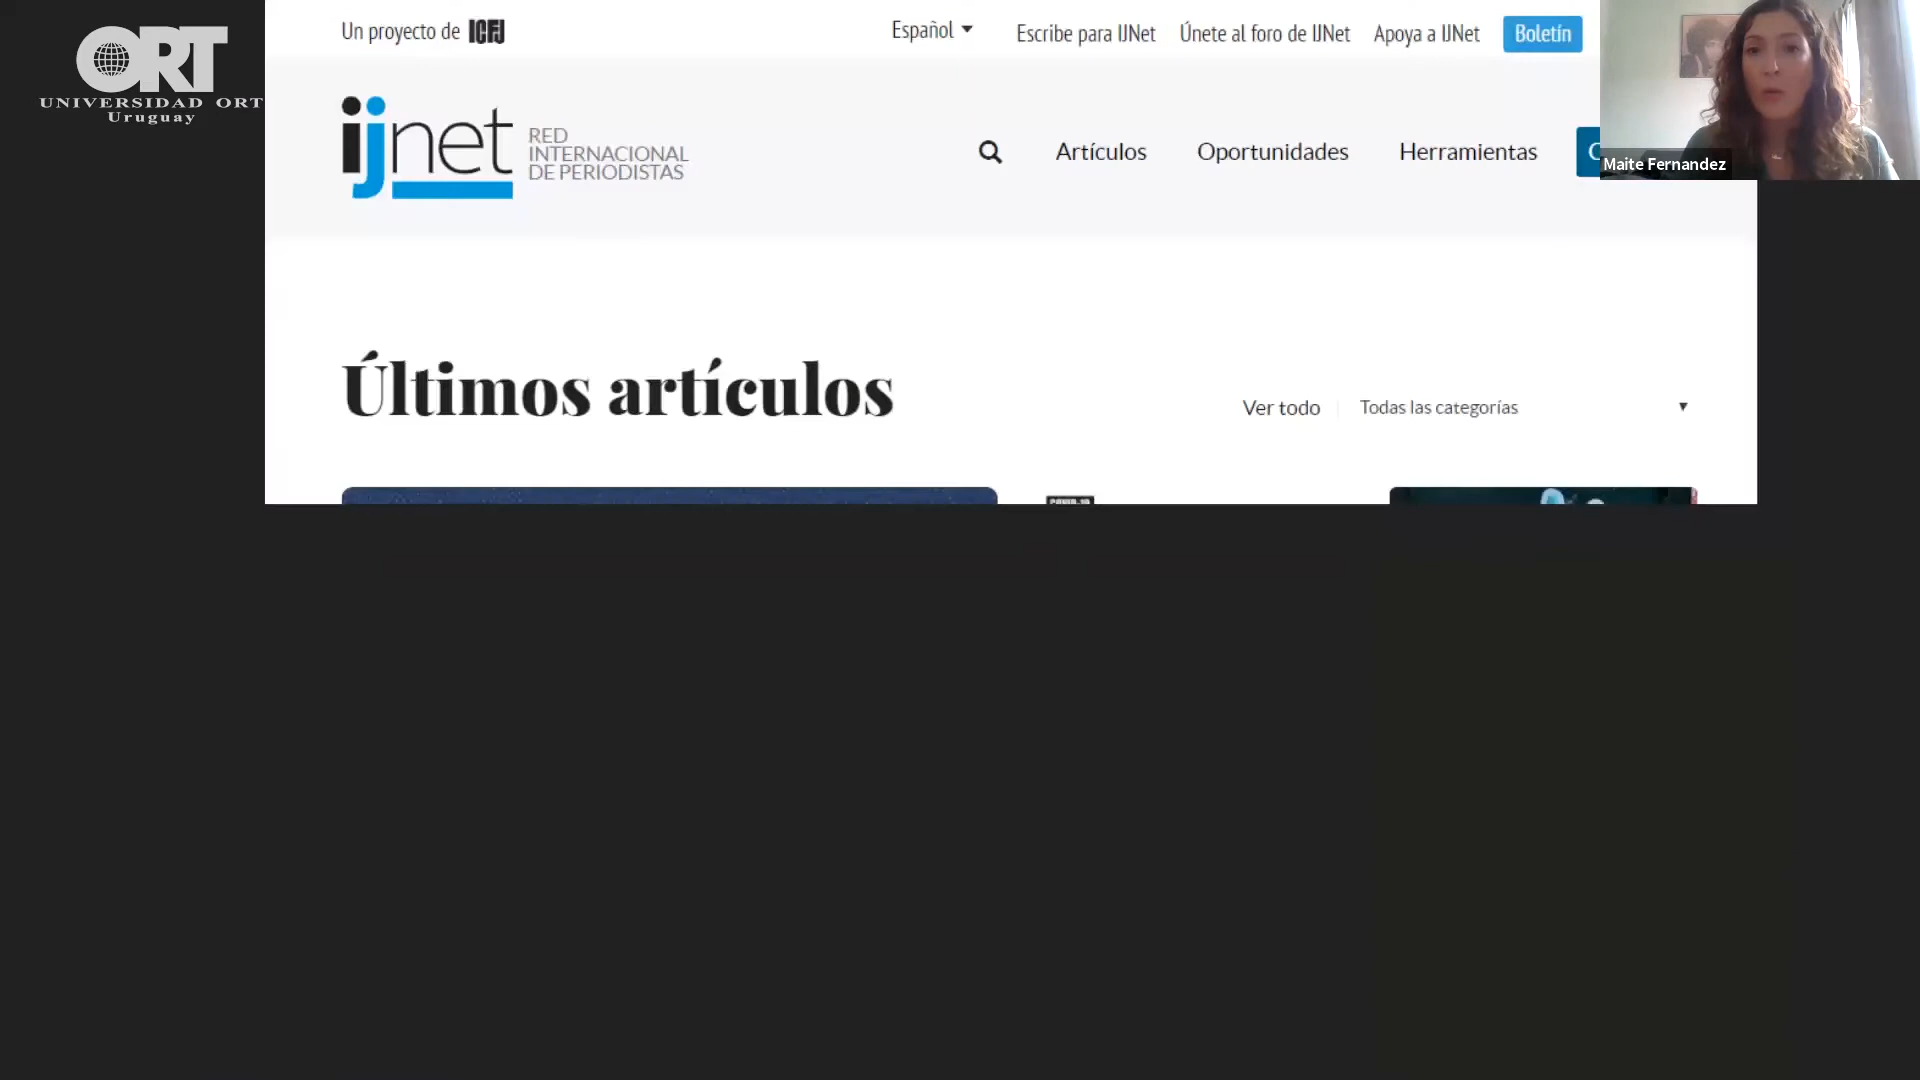 ORT
UNIVERSIDAD ORT
Uruguay
Un proyecto de ICFJ
Español
Escribe para IJNet
Únete al foro de IJNet
Apoya a IJNet
Boletín
ijnet
RED
INTERNACIONAL
DE PERIODISTAS
Artículos
Oportunidades
Herramientas
Maite Fernandez
Últimos artículos
Ver todo
Todas las categorías